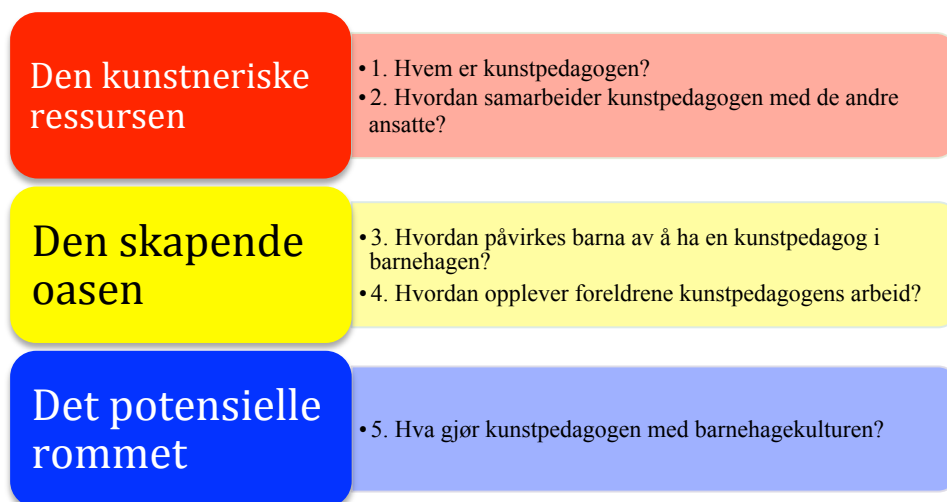 Den kunstneriske
ressursen
• 1. Hvem er kunstpedagogen?
• 2. Hvordan samarbeider kunstpedagogen med de andre
ansatte?
Den skapende
oasen
• 3. Hvordan påvirkes barna av å ha en kunstpedagog i
barnehagen?
• 4. Hvordan opplever foreldrene kunstpedagogens arbeid?
Det potensielle
rommet
• 5. Hva gjør kunstpedagogen med barnehagekulturen?